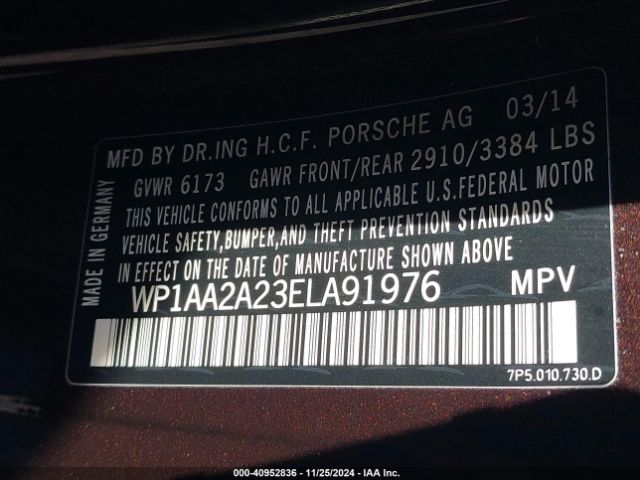 MFD BY DR.ING H.C.F. PORSCHE AG 03/14
GVWR 6173 GAWR FRONT/REAR 2910/3384 LBS
THIS VEHICLE CONFORMS TO ALL APPLICABLE U.S.FEDERAL MOTOR
VEHICLE SAFETY,BUMPER,AND THEFT PREVENTION STANDARDS
IN EFFECT ON THE DATE OF MANUFACTURE SHOWN ABOVE
WP1AA2A23ELA91976 MPV
MADE IN GERMANY
7P5.010.730.D
000-40952836 - 11/25/2024 - IAA Inc.